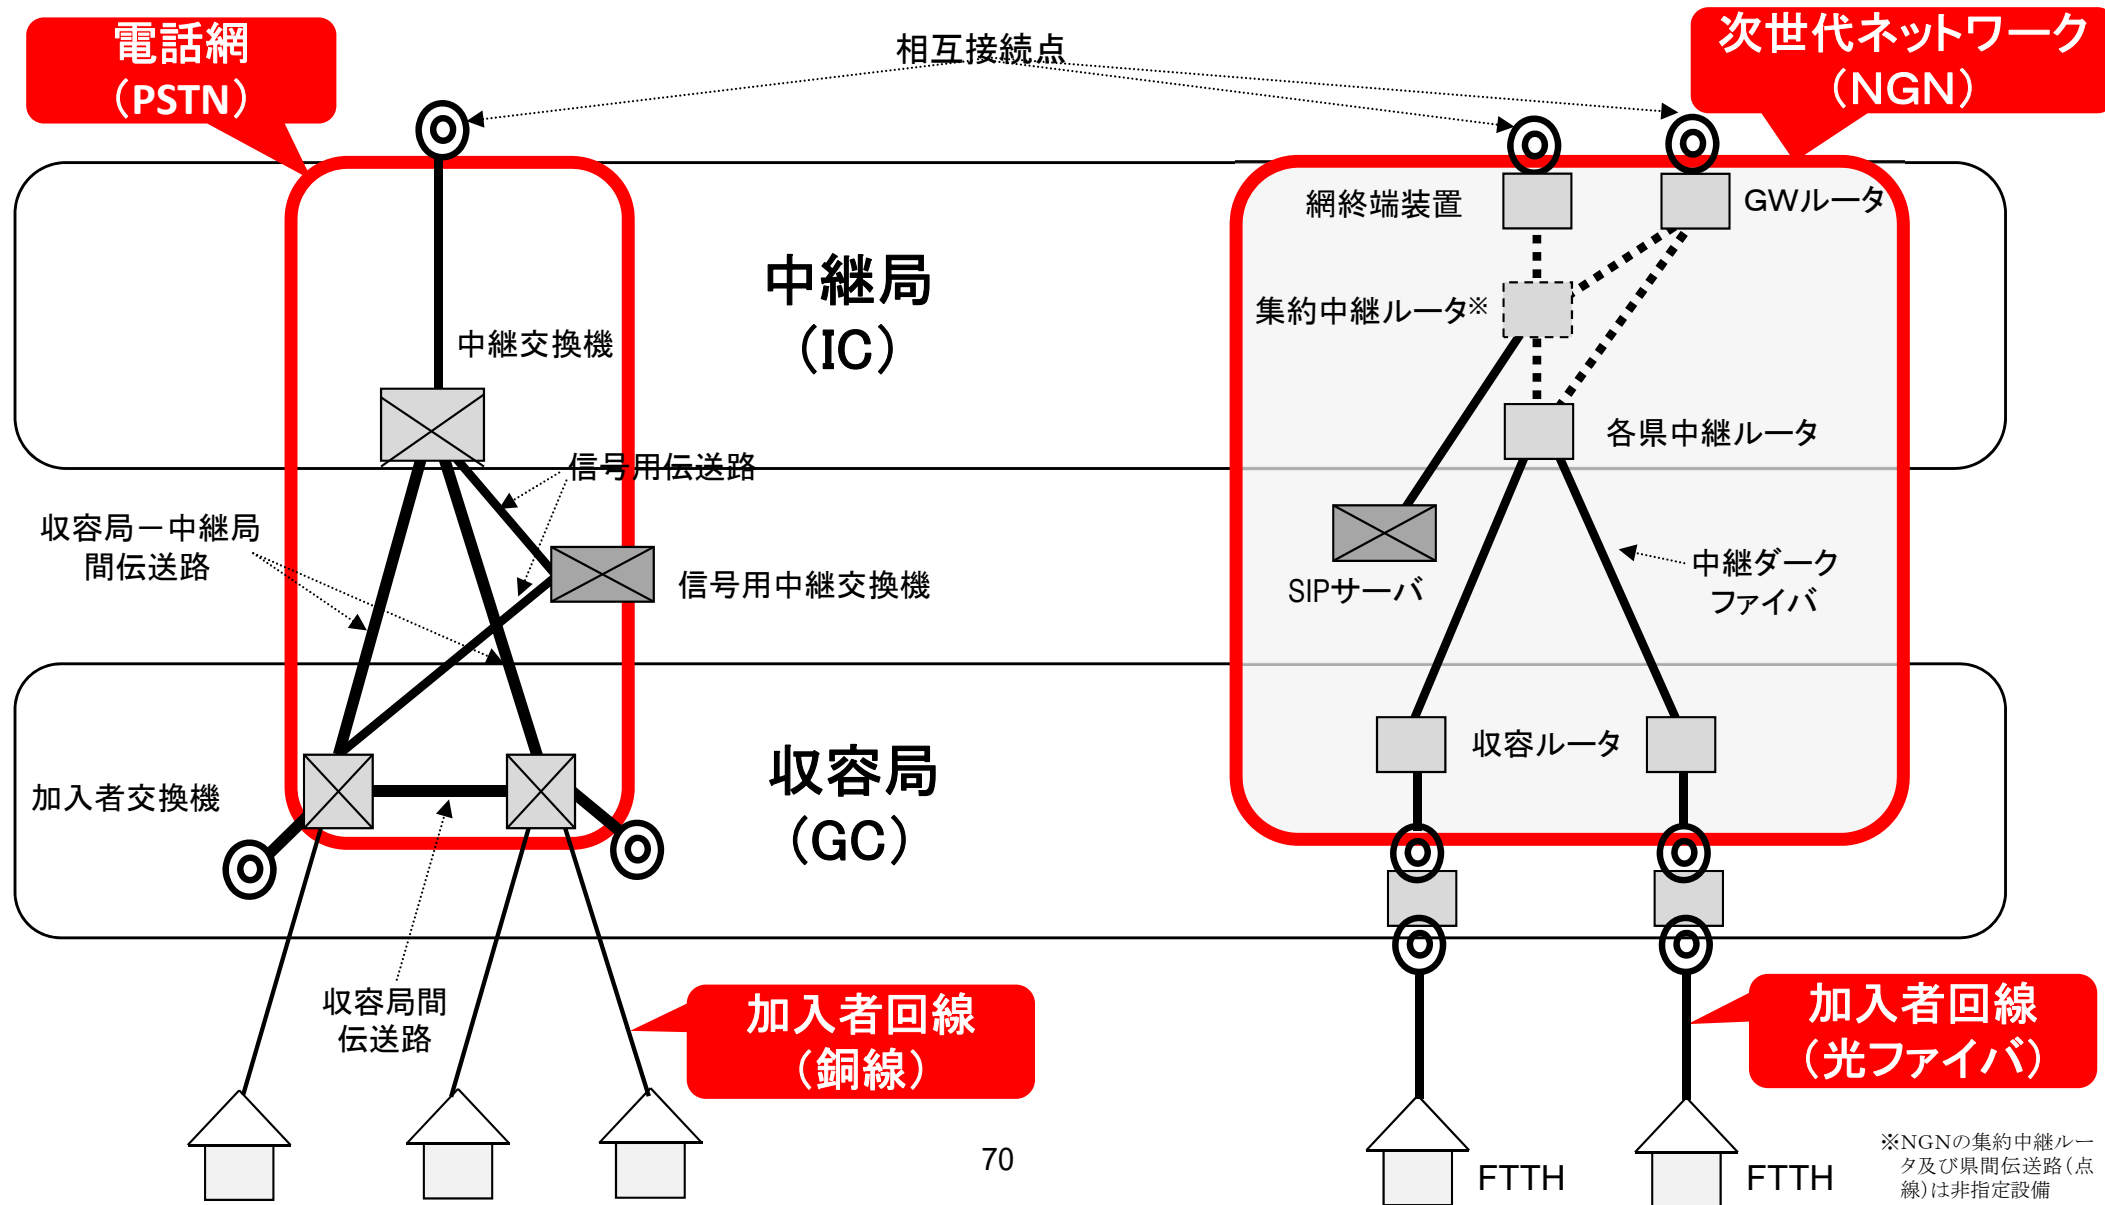 電話網
（PSTN）
相互接続点
次世代ネットワーク
（NGN）
網終端装置
GWルータ
中継局
（IC）
集約中継ルータ※
中継交換機
各県中継ルータ
信号用伝送路
収容局－中継局
間伝送路
信号用中継交換機
SIPサーバ
中継ダーク
ファイバ
収容局
（GC）
収容ルータ
加入者交換機
収容局間
伝送路
加入者回線
（銅線）
加入者回線
（光ファイバ）
70
FTTH
FTTH
※NGNの集約中継ルー
タ及び県間伝送路（点
線）は非指定設備